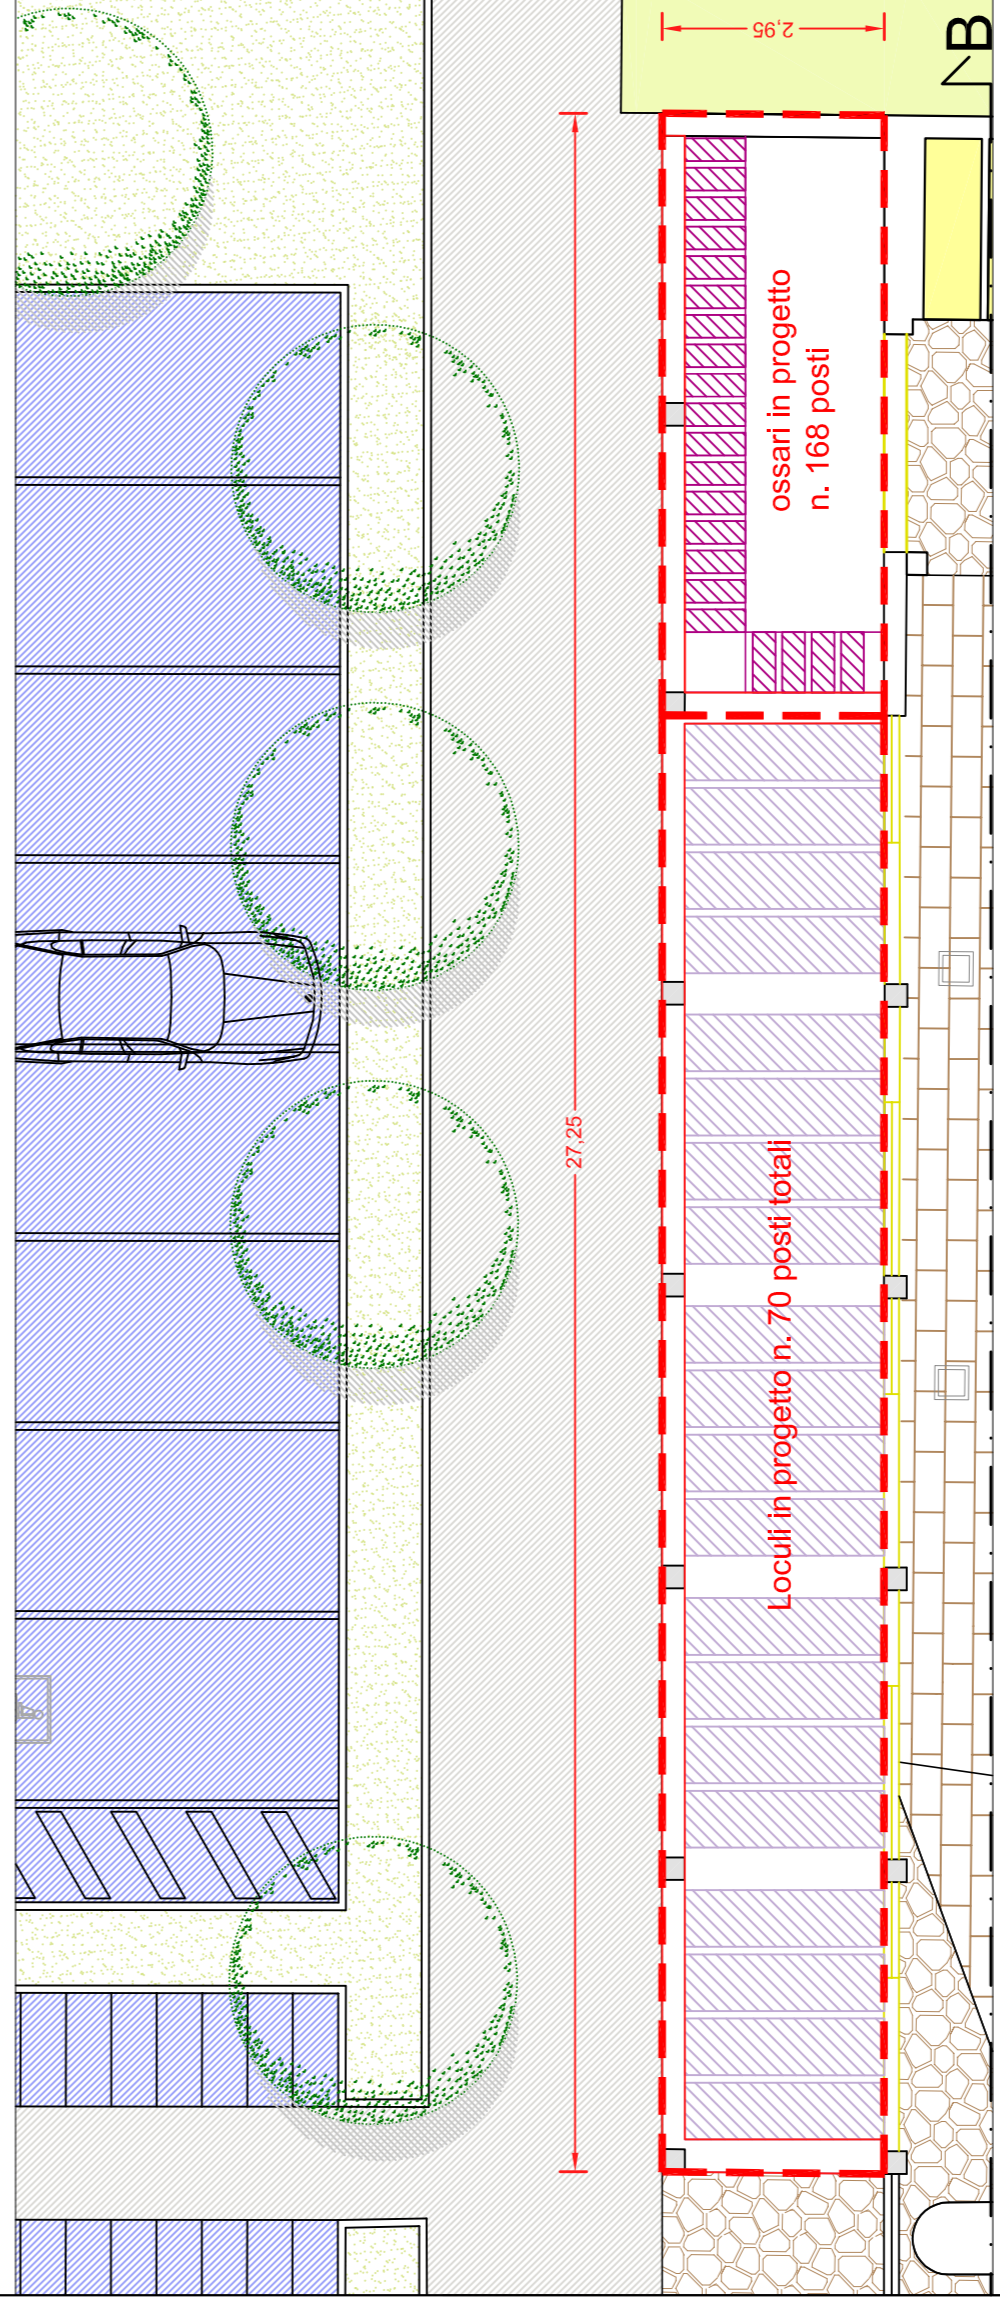 2,95
B
ossari in progetto
n. 168 posti
27,25
Loculi in progetto n. 70 posti totali